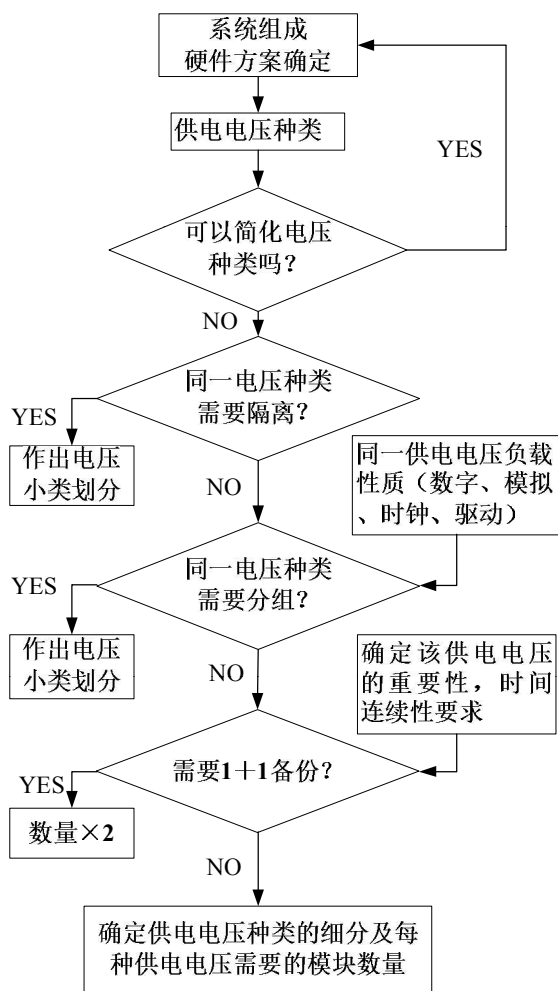 系统组成
硬件方案确定
供电电压种类
YES
可以简化电压
种类吗?
NO
同一电压种类
需要隔离?
YES
作出电压
小类划分
NO
同一供电电压负载
性质（数字、模拟
、时钟、驱动）
同一电压种类
需要分组?
YES
作出电压
小类划分
NO
确定该供电电压
的重要性，时间
连续性要求
需要1+1备份?
YES
数量×2
NO
确定供电电压种类的细分及每
种供电电压需要的模块数量